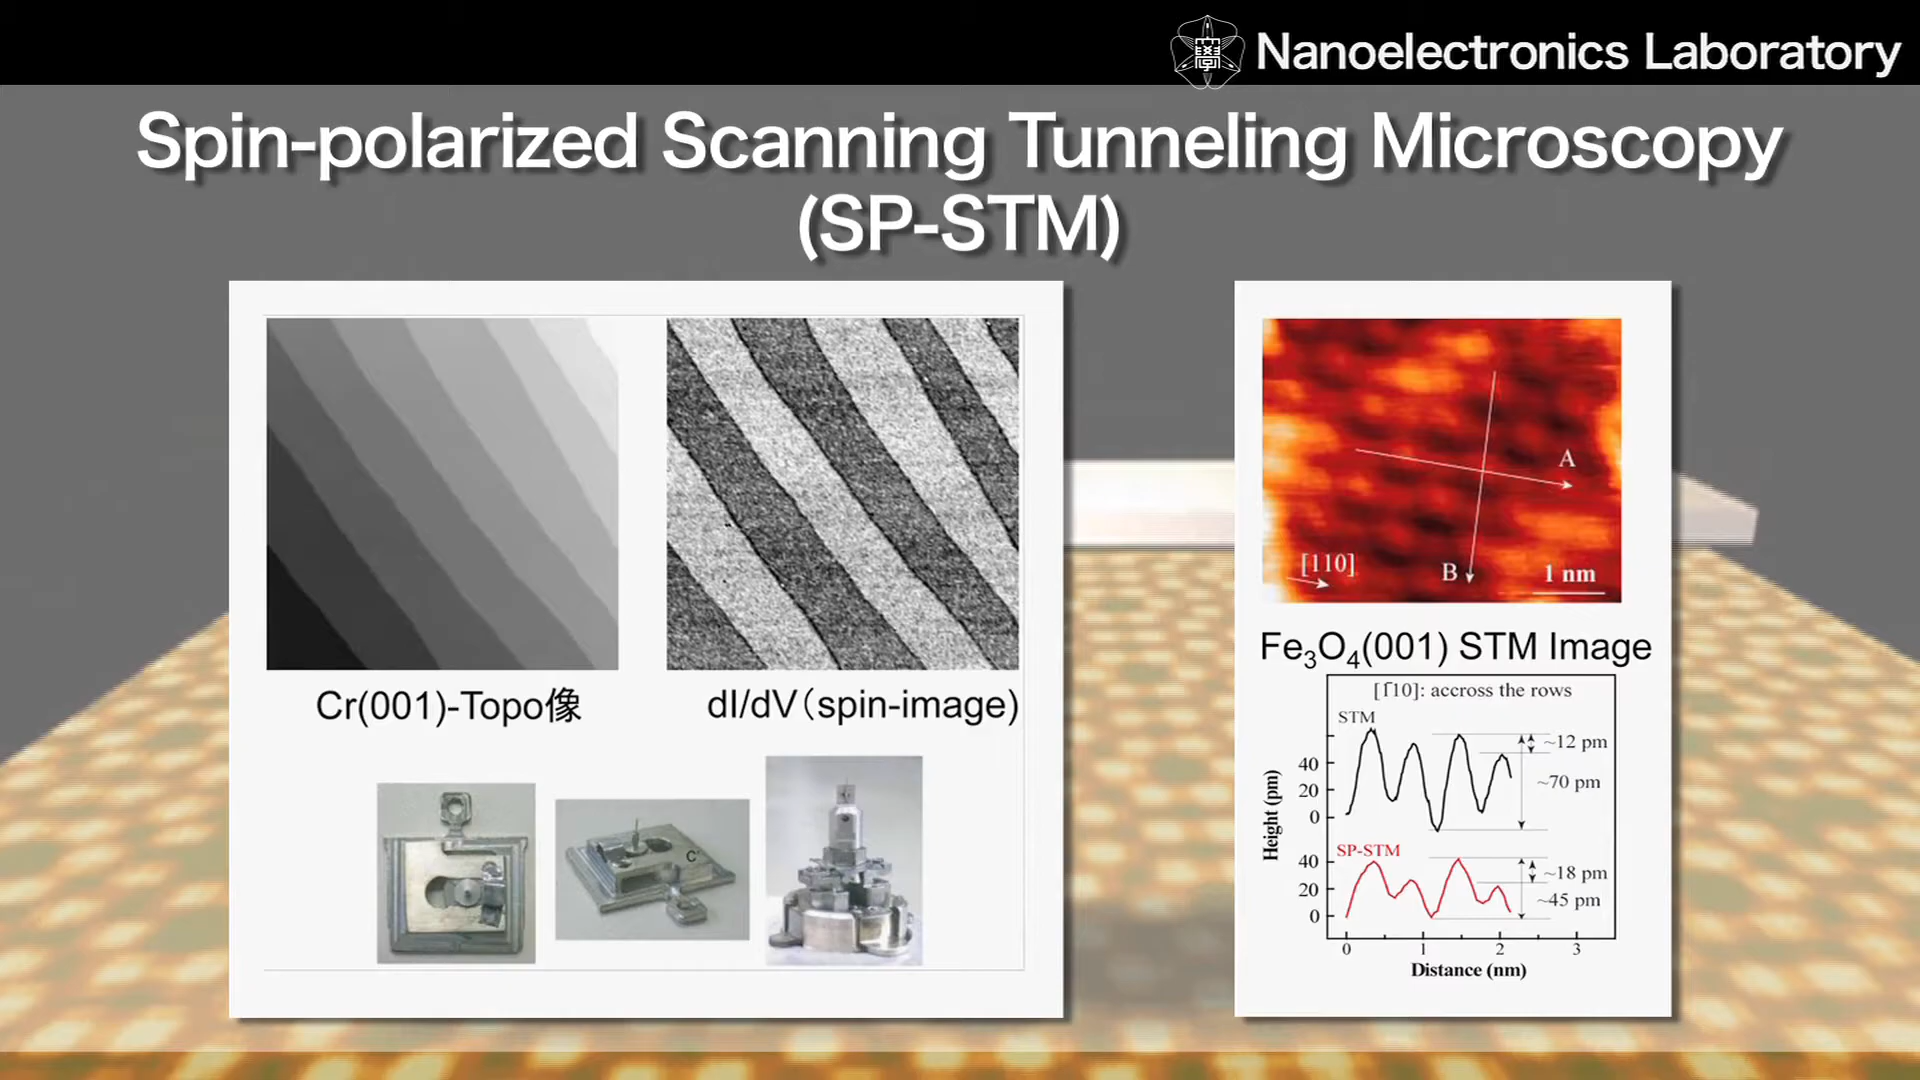 Nanoelectronics Laboratory
Spin-polarized Scanning Tunneling Microscopy
(SP-STM)
Cr(001)-Topo像
dI/dV（spin-image)
C'
A
B
[110]
1 nm
Fe₃O₄(001) STM Image
[1̄10]: accross the rows
STM
~12 pm
~70 pm
40
20
0
SP-STM
~18 pm
~45 pm
40
20
0
Height (pm)
0 1 2 3
Distance (nm)